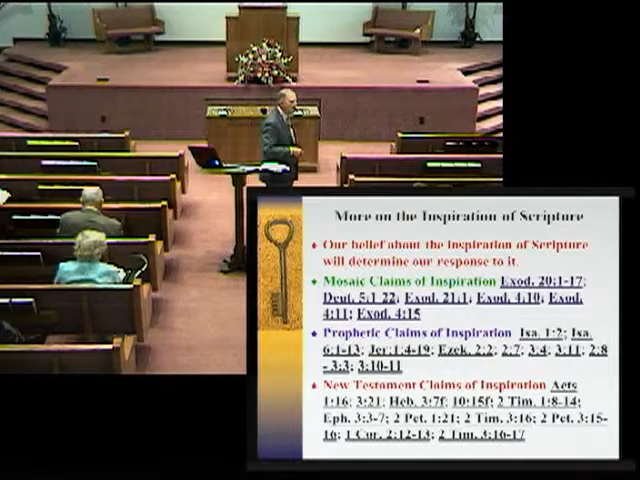 More on the Inspiration of Scripture
Our belief about the Inspiration of Scripture
will determine our response to it.
Mosaic Claims of Inspiration Exod. 20:1-17;
Deut. 5:1-22; Exod. 21:1; Exod. 4:10; Exod.
4:11; Exod. 4:15
Prophetic Claims of Inspiration Isa. 1:2; Isa.
6:1-13; Jer. 1:4-19; Ezek. 2:2; 2:7; 3:4; 3:11; 2:8
- 3:3; 3:10-11
New Testament Claims of Inspiration Acts
1:16; 3:21; Heb. 3:7f; 10:15f; 2 Tim. 1:8-14;
Eph. 3:3-7; 2 Pet. 1:21; 2 Tim. 3:16; 2 Pet. 3:15-
16; 1 Cor. 2:12-13; 2 Tim. 3:16-17